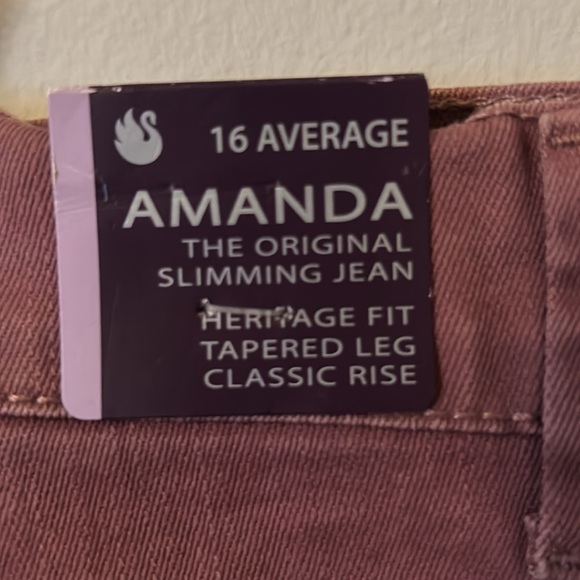 16 AVERAGE
AMANDA
THE ORIGINAL
SLIMMING JEAN
HERITAGE FIT
TAPERED LEG
CLASSIC RISE